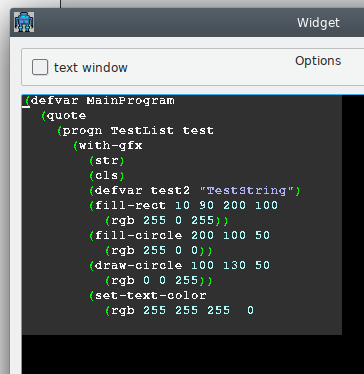 Widget
text window
Options
(defvar MainProgram
(quote
(progn TestList test
(with-gfx
(str)
(cls)
(defvar test2 "TestString")
(fill-rect 10 90 200 100
(rgb 255 0 255))
(fill-circle 200 100 50
(rgb 255 0 0))
(draw-circle 100 130 50
(rgb 0 0 255))
(set-text-color
(rgb 255 255 255  0